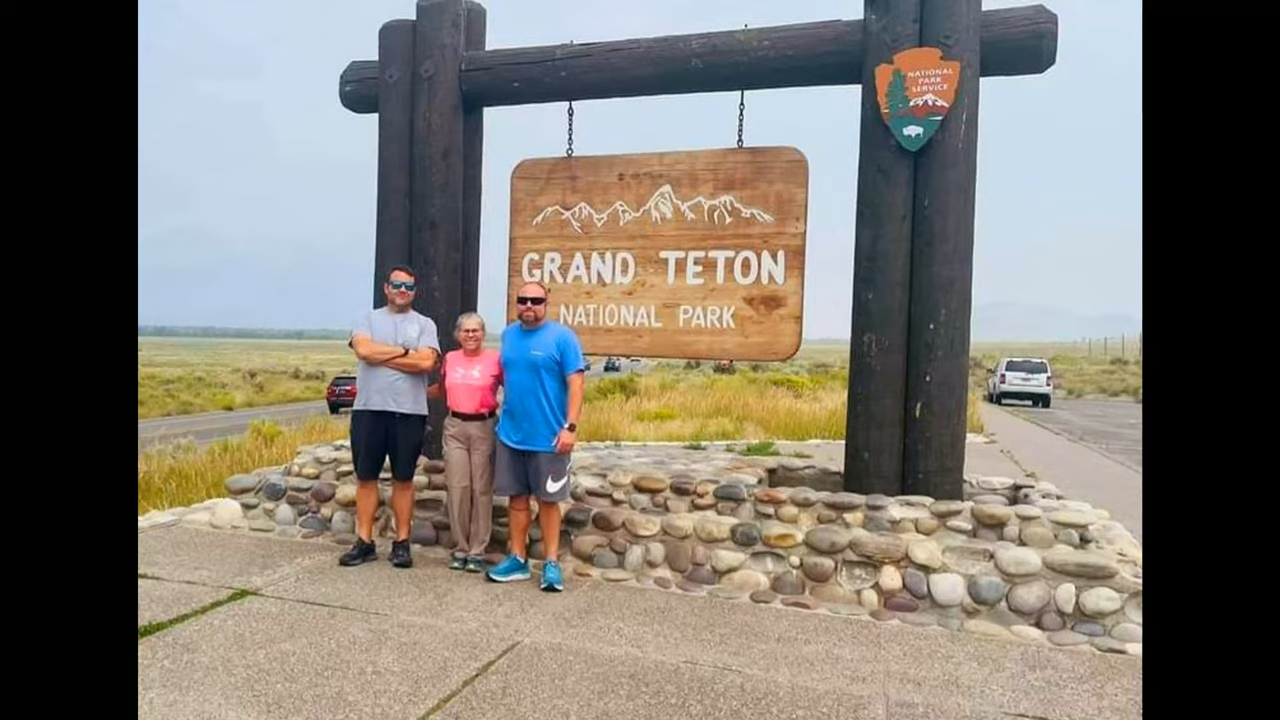 NATIONAL
PARK
SERVICE
GRAND TETON
NATIONAL PARK